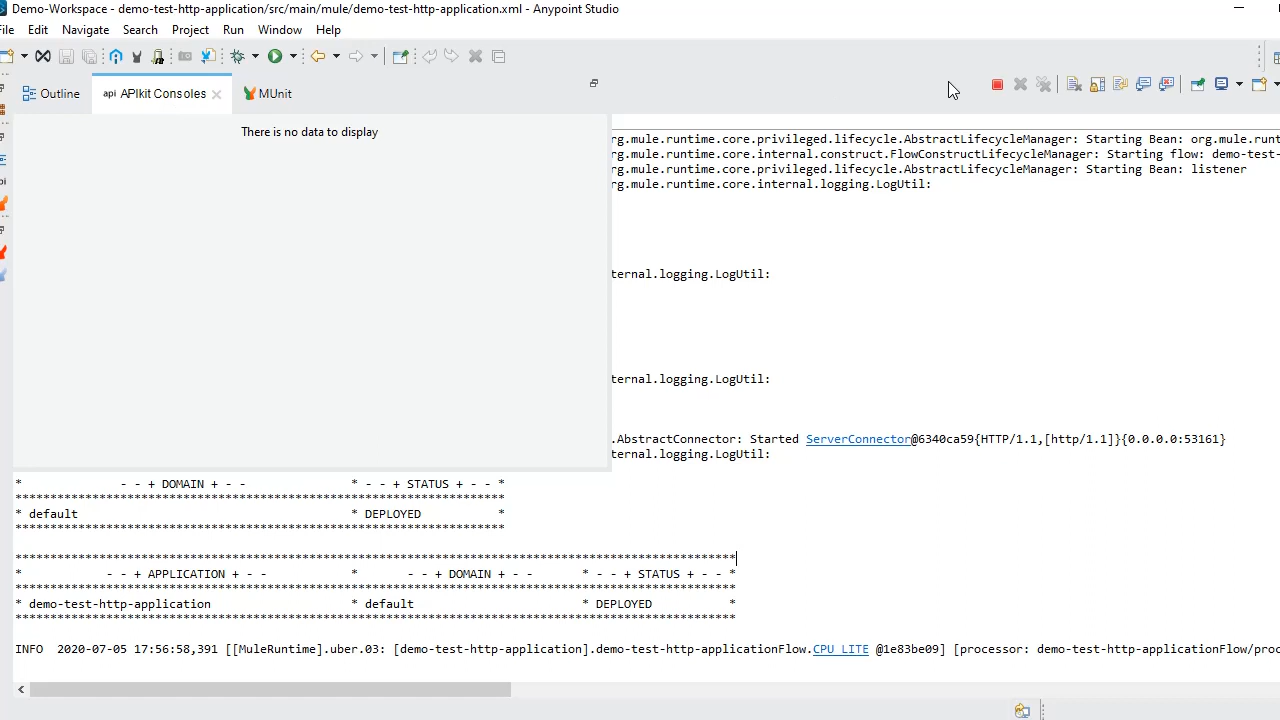 Demo-Workspace - demo-test-http-application/src/main/mule/demo-test-http-application.xml - Anypoint Studio
File Edit Navigate Search Project Run Window Help
Outline api APIkit Consoles MUnit
There is no data to display
rg.mule.runtime.core.privileged.lifecycle.AbstractLifecycleManager: Starting Bean: org.mule.runt
rg.mule.runtime.core.internal.construct.FlowConstructLifecycleManager: Starting flow: demo-test-
rg.mule.runtime.core.privileged.lifecycle.AbstractLifecycleManager: Starting Bean: listener
rg.mule.runtime.core.internal.logging.LogUtil:
ternal.logging.LogUtil:
ternal.logging.LogUtil:
.AbstractConnector: Started ServerConnector@6340ca59{HTTP/1.1,[http/1.1]}{0.0.0.0:53161}
ternal.logging.LogUtil:
* - - + DOMAIN + - - * - - + STATUS + - - *
**********************************************************************
* default * DEPLOYED *
**********************************************************************
*******************************************************************************************************
* - - + APPLICATION + - - * - - + DOMAIN + - - * - - + STATUS + - - *
*******************************************************************************************************
* demo-test-http-application * default * DEPLOYED *
*******************************************************************************************************
INFO 2020-07-05 17:56:58,391 [[MuleRuntime].uber.03: [demo-test-http-application].demo-test-http-applicationFlow.CPU_LITE @1e83be09] [processor: demo-test-http-applicationFlow/proc